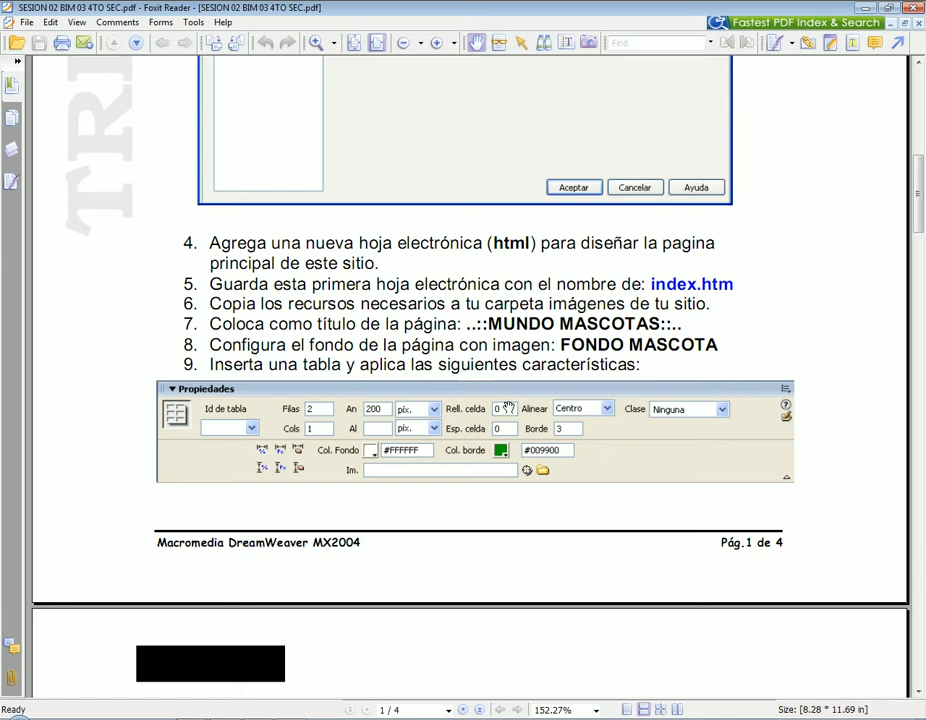 SESION 02 BIM 03 4TO SEC.pdf - Foxit Reader - [SESION 02 BIM 03 4TO SEC.pdf]
File Edit View Comments Forms Tools Help
Fastest PDF Index & Search
Find
TRI
Aceptar Cancelar Ayuda
4. Agrega una nueva hoja electrónica (html) para diseñar la pagina
principal de este sitio.
5. Guarda esta primera hoja electrónica con el nombre de: index.htm
6. Copia los recursos necesarios a tu carpeta imágenes de tu sitio.
7. Coloca como título de la página: ..::MUNDO MASCOTAS::..
8. Configura el fondo de la página con imagen: FONDO MASCOTA
9. Inserta una tabla y aplica las siguientes características:
Propiedades
Id de tabla Filas 2 An 200 píx. Rell. celda 0 Alinear Centro Clase Ninguna
Cols 1 Al píx. Esp. celda 0 Borde 3
Col. Fondo #FFFFFF Col. borde #009900
Im.
Macromedia DreamWeaver MX2004 Pág.1 de 4
Ready 1 / 4 152.27% Size: [8.28 * 11.69 in]